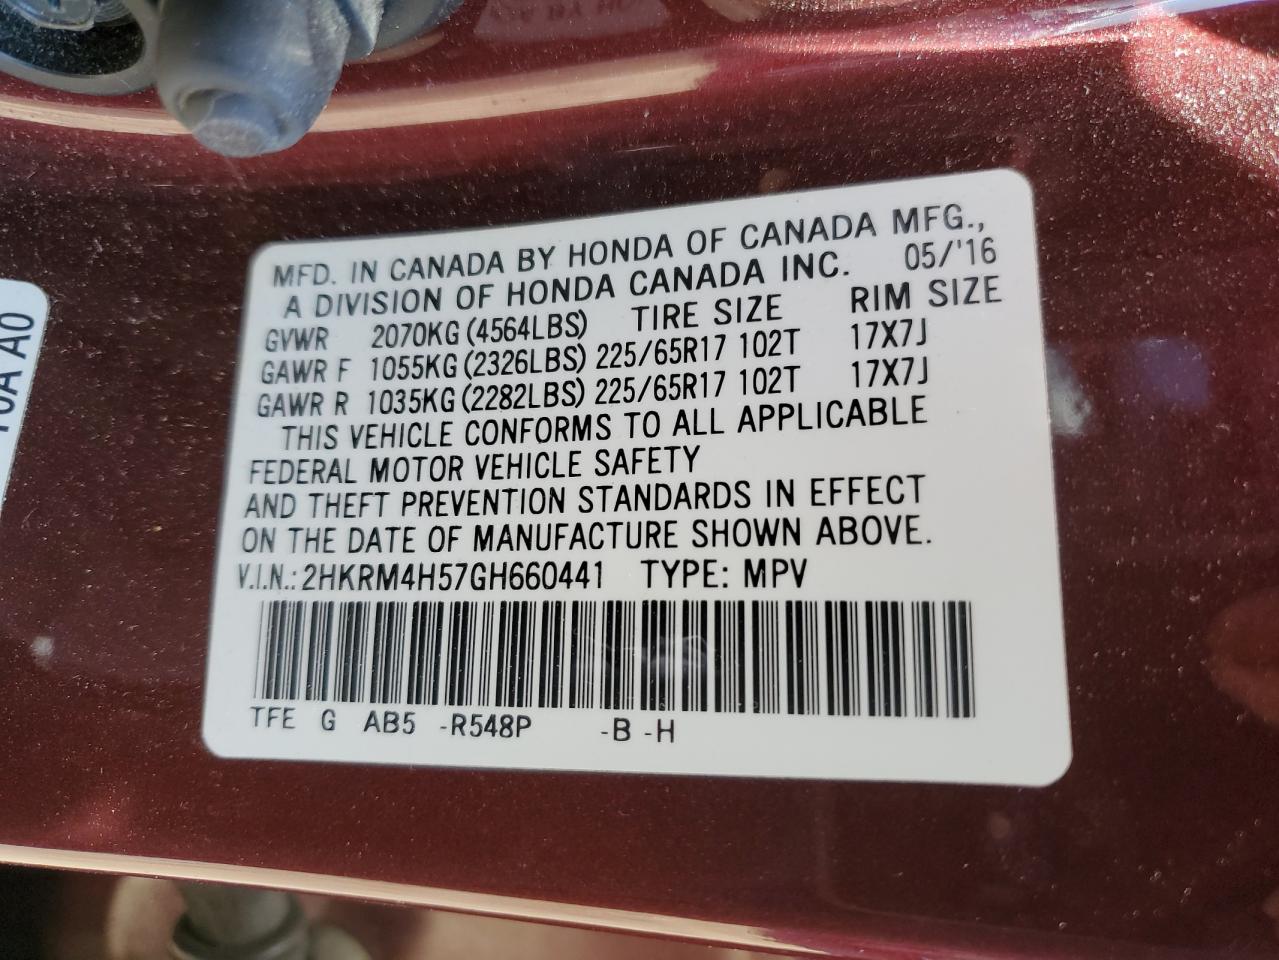 MFD. IN CANADA BY HONDA OF CANADA MFG.,
A DIVISION OF HONDA CANADA INC. 05/'16
GVWR 2070KG (4564LBS) TIRE SIZE RIM SIZE
GAWR F 1055KG (2326LBS) 225/65R17 102T 17X7J
GAWR R 1035KG (2282LBS) 225/65R17 102T 17X7J
THIS VEHICLE CONFORMS TO ALL APPLICABLE
FEDERAL MOTOR VEHICLE SAFETY
AND THEFT PREVENTION STANDARDS IN EFFECT
ON THE DATE OF MANUFACTURE SHOWN ABOVE.
V.I.N.: 2HKRM4H57GH660441 TYPE: MPV
TFE G AB5 -R548P -B -H
A0